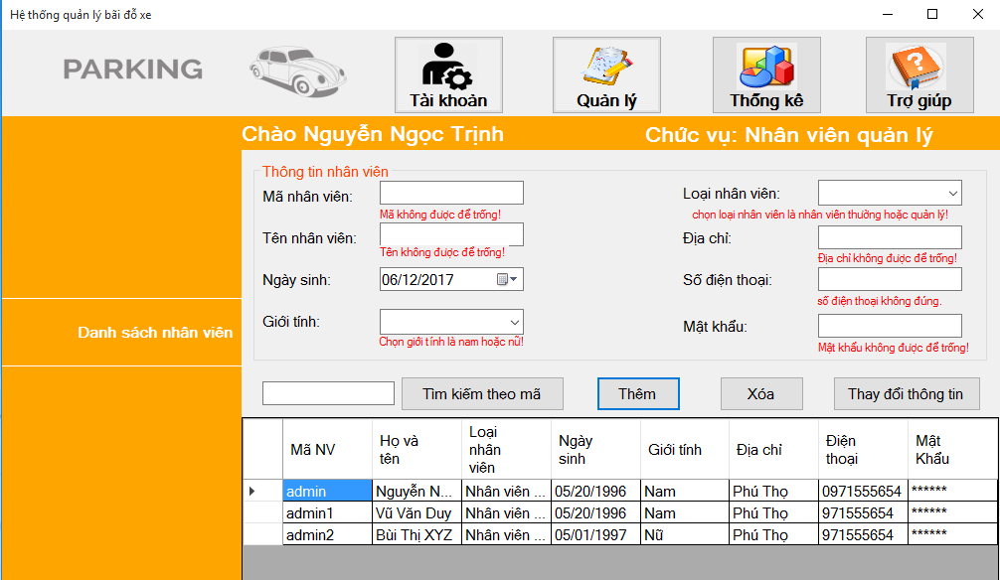 Hệ thống quản lý bãi đỗ xe
PARKING
Tài khoản
Quản lý
Thống kê
Trợ giúp
Chào Nguyễn Ngọc Trịnh
Chức vụ: Nhân viên quản lý
Danh sách nhân viên
Thông tin nhân viên
Mã nhân viên:
Mã không được để trống!
Loại nhân viên:
chọn loại nhân viên là nhân viên thường hoặc quản lý!
Tên nhân viên:
Tên không được để trống!
Địa chỉ:
Địa chỉ không được để trống!
Ngày sinh: 06/12/2017
Số điện thoại:
số điện thoại không đúng.
Giới tính:
Chọn giới tính là nam hoặc nữ!
Mật khẩu:
Mật khẩu không được để trống!
Tìm kiếm theo mã
Thêm
Xóa
Thay đổi thông tin
Mã NV Họ và tên Loại nhân viên Ngày sinh Giới tính Địa chỉ Điện thoại Mật Khẩu
admin Nguyễn N... Nhân viên ... 05/20/1996 Nam Phú Thọ 0971555654 ******
admin1 Vũ Văn Duy Nhân viên ... 05/20/1996 Nam Phú Thọ 971555654 ******
admin2 Bùi Thị XYZ Nhân viên ... 05/01/1997 Nữ Phú Thọ 971555654 ******